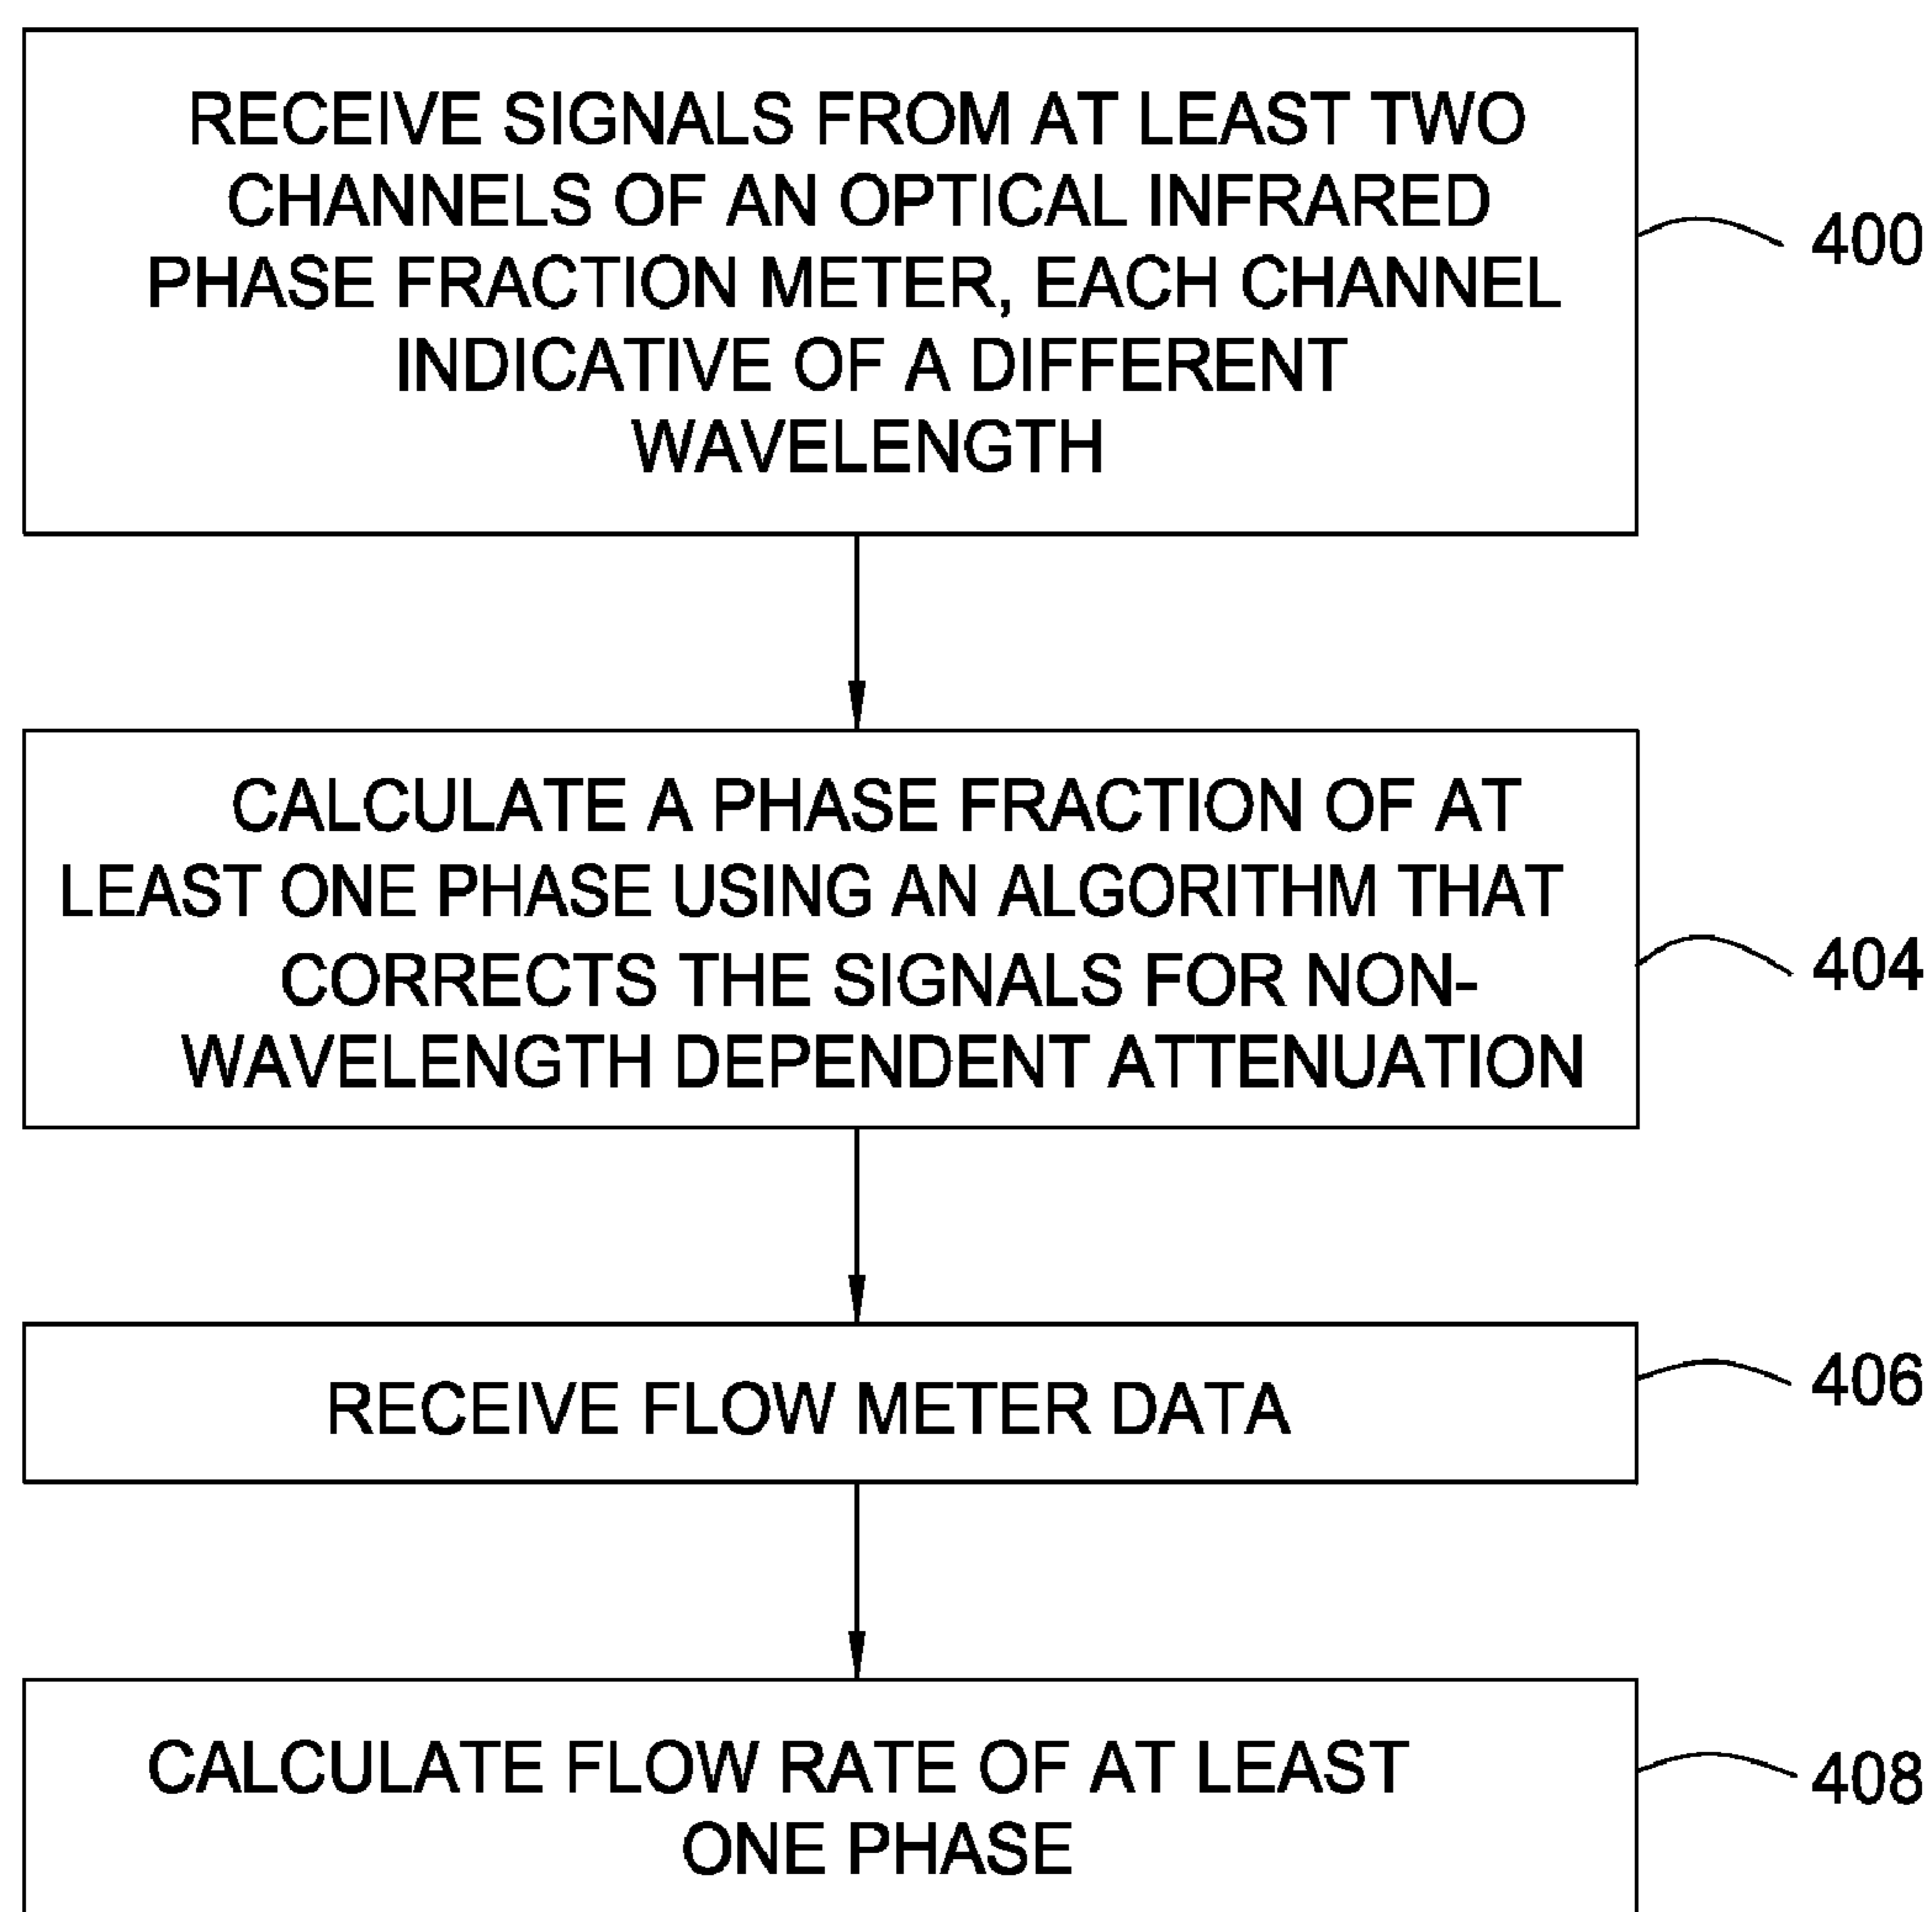 RECEIVE SIGNALS FROM AT LEAST TWO
CHANNELS OF AN OPTICAL INFRARED
PHASE FRACTION METER, EACH CHANNEL
INDICATIVE OF A DIFFERENT
WAVELENGTH
400
CALCULATE A PHASE FRACTION OF AT
LEAST ONE PHASE USING AN ALGORITHM THAT
CORRECTS THE SIGNALS FOR NON-
WAVELENGTH DEPENDENT ATTENUATION
404
RECEIVE FLOW METER DATA
406
CALCULATE FLOW RATE OF AT LEAST
ONE PHASE
408